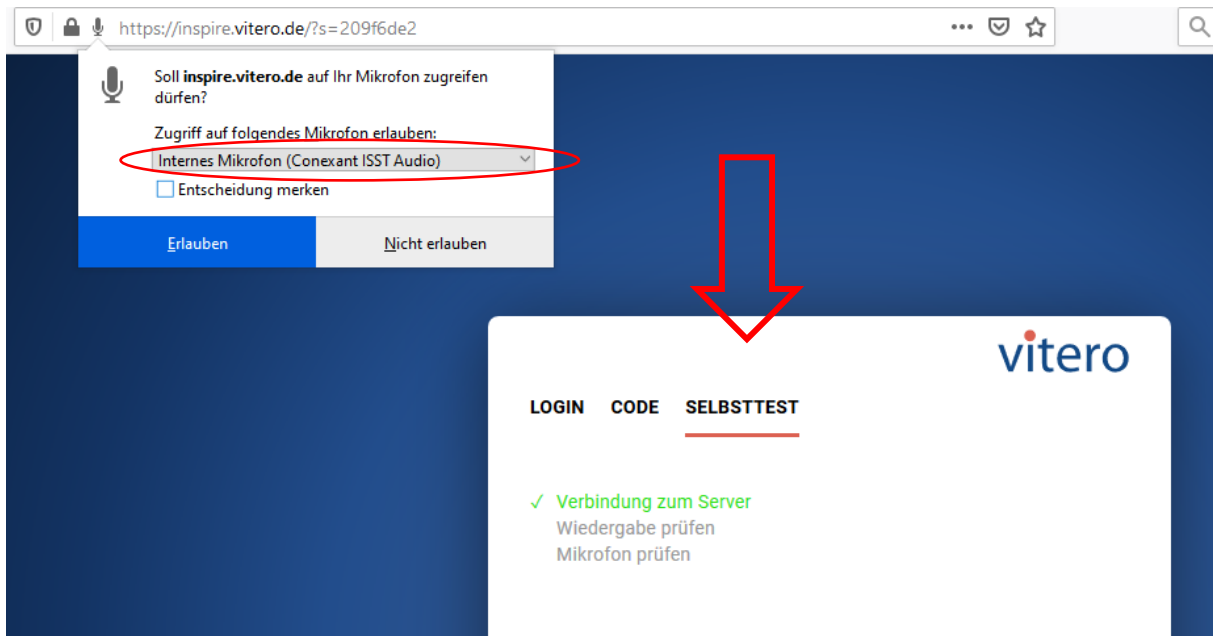 https://inspire.vitero.de/?s=209f6de2
Soll inspire.vitero.de auf Ihr Mikrofon zugreifen
dürfen?
Zugriff auf folgendes Mikrofon erlauben:
Internes Mikrofon (Conexant ISST Audio)
Entscheidung merken
Erlauben Nicht erlauben
vitero
LOGIN CODE SELBSTTEST
✓ Verbindung zum Server
Wiedergabe prüfen
Mikrofon prüfen